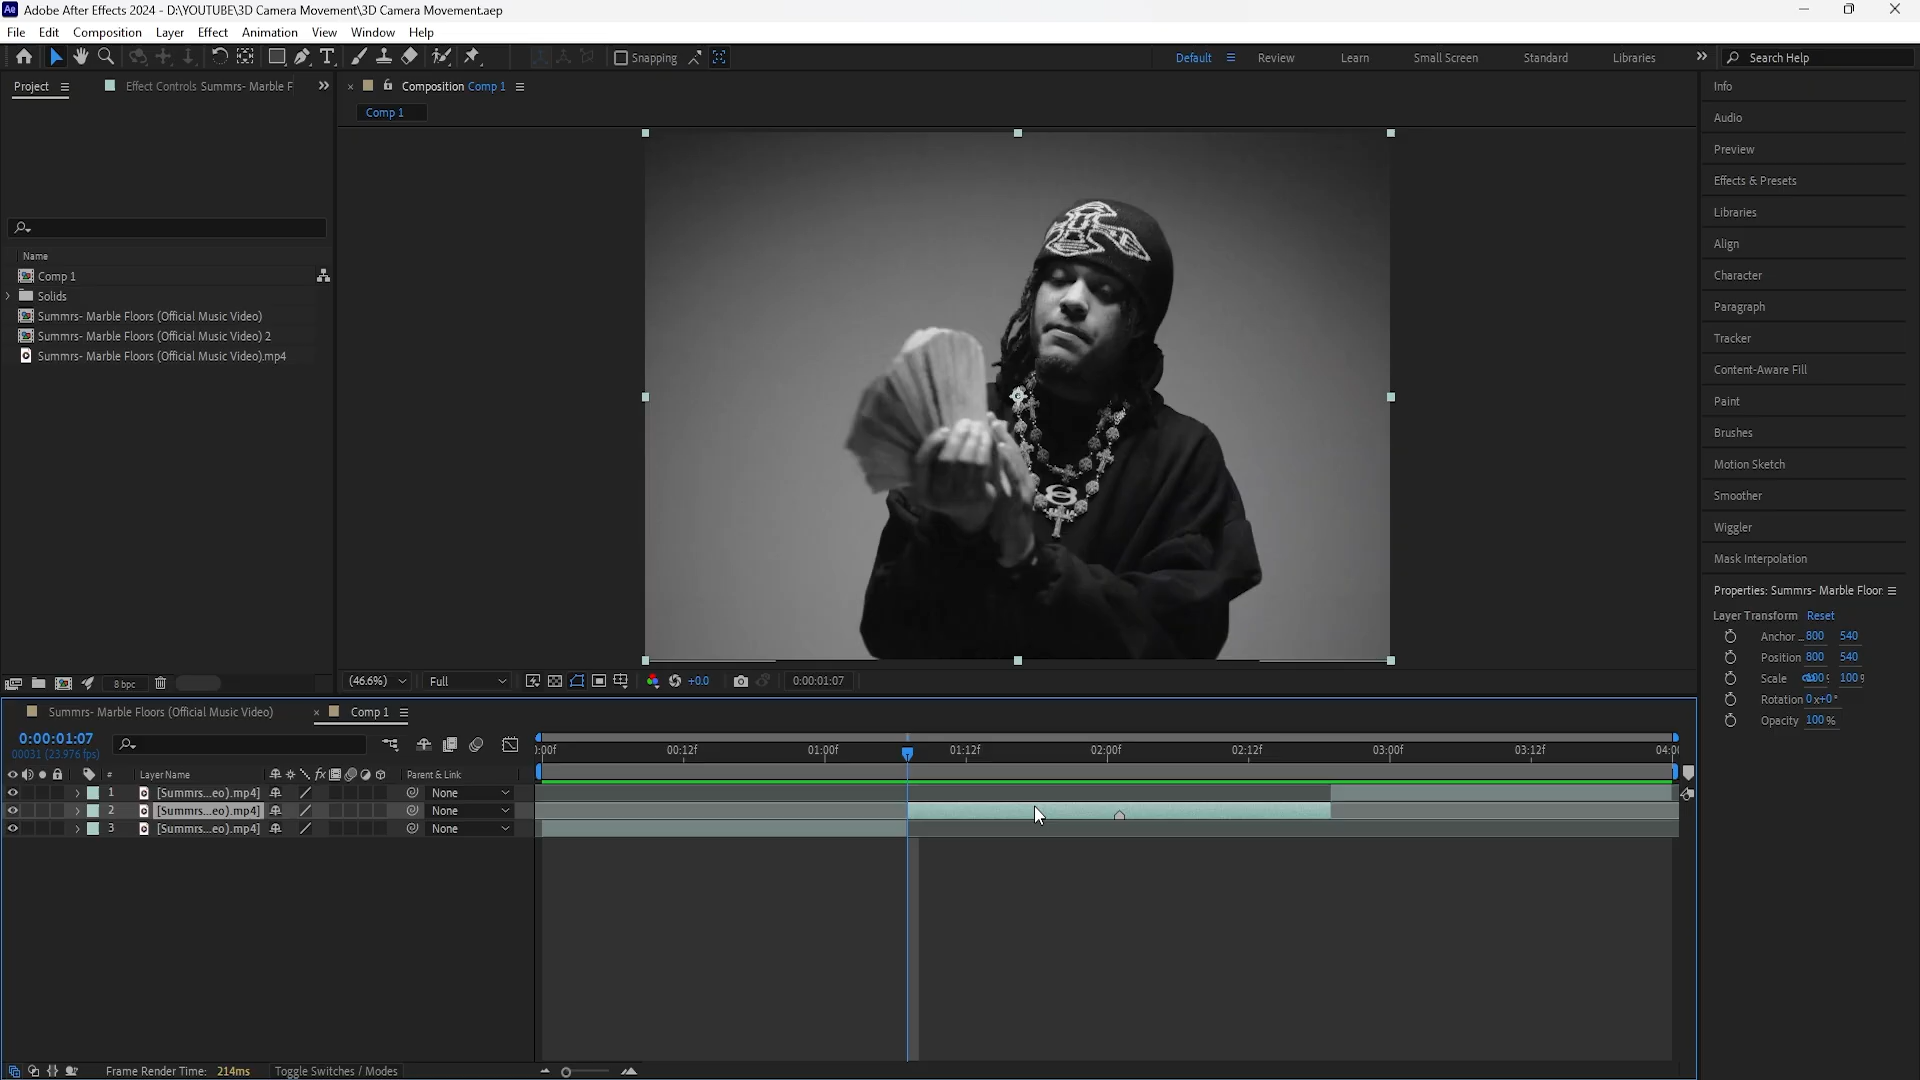 Adobe After Effects 2024 - D:\YOUTUBE\3D Camera Movement\3D Camera Movement.aep
File Edit Composition Layer Effect Animation View Window Help
Snapping Default Review Learn Small Screen Standard Libraries Search Help
Project Effect Controls Summrs- Marble F
Composition Comp 1
Comp 1
Name
Comp 1
Solids
Summrs- Marble Floors (Official Music Video)
Summrs- Marble Floors (Official Music Video) 2
Summrs- Marble Floors (Official Music Video).mp4
8 bpc
(46.6%) Full +0.0 0:00:01:07
Info
Audio
Preview
Effects & Presets
Libraries
Align
Character
Paragraph
Tracker
Content-Aware Fill
Paint
Brushes
Motion Sketch
Smoother
Wiggler
Mask Interpolation
Properties: Summrs- Marble Floor
Layer Transform Reset
Anchor 800 540
Position 800 540
Scale 100 100
Rotation 0x+0°
Opacity 100 %
Summrs- Marble Floors (Official Music Video) Comp 1
0:00:01:07
00031 (23.976 fps)
:00f 00:12f 01:00f 01:12f 02:00f 02:12f 03:00f 03:12f 04:0
# Layer Name fx Parent & Link
1 [Summrs...eo).mp4] None
2 [Summrs...eo).mp4] None
3 [Summrs...eo).mp4] None
Frame Render Time: 214ms Toggle Switches / Modes